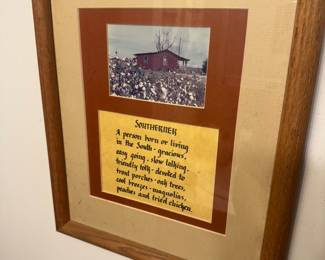 SOUTHERNER
A person born or living
in the South · gracious,
easy going · slow talking
friendly folk · devoted to
front porches · oak trees,
cool breezes · magnolias,
peaches and fried chicken.